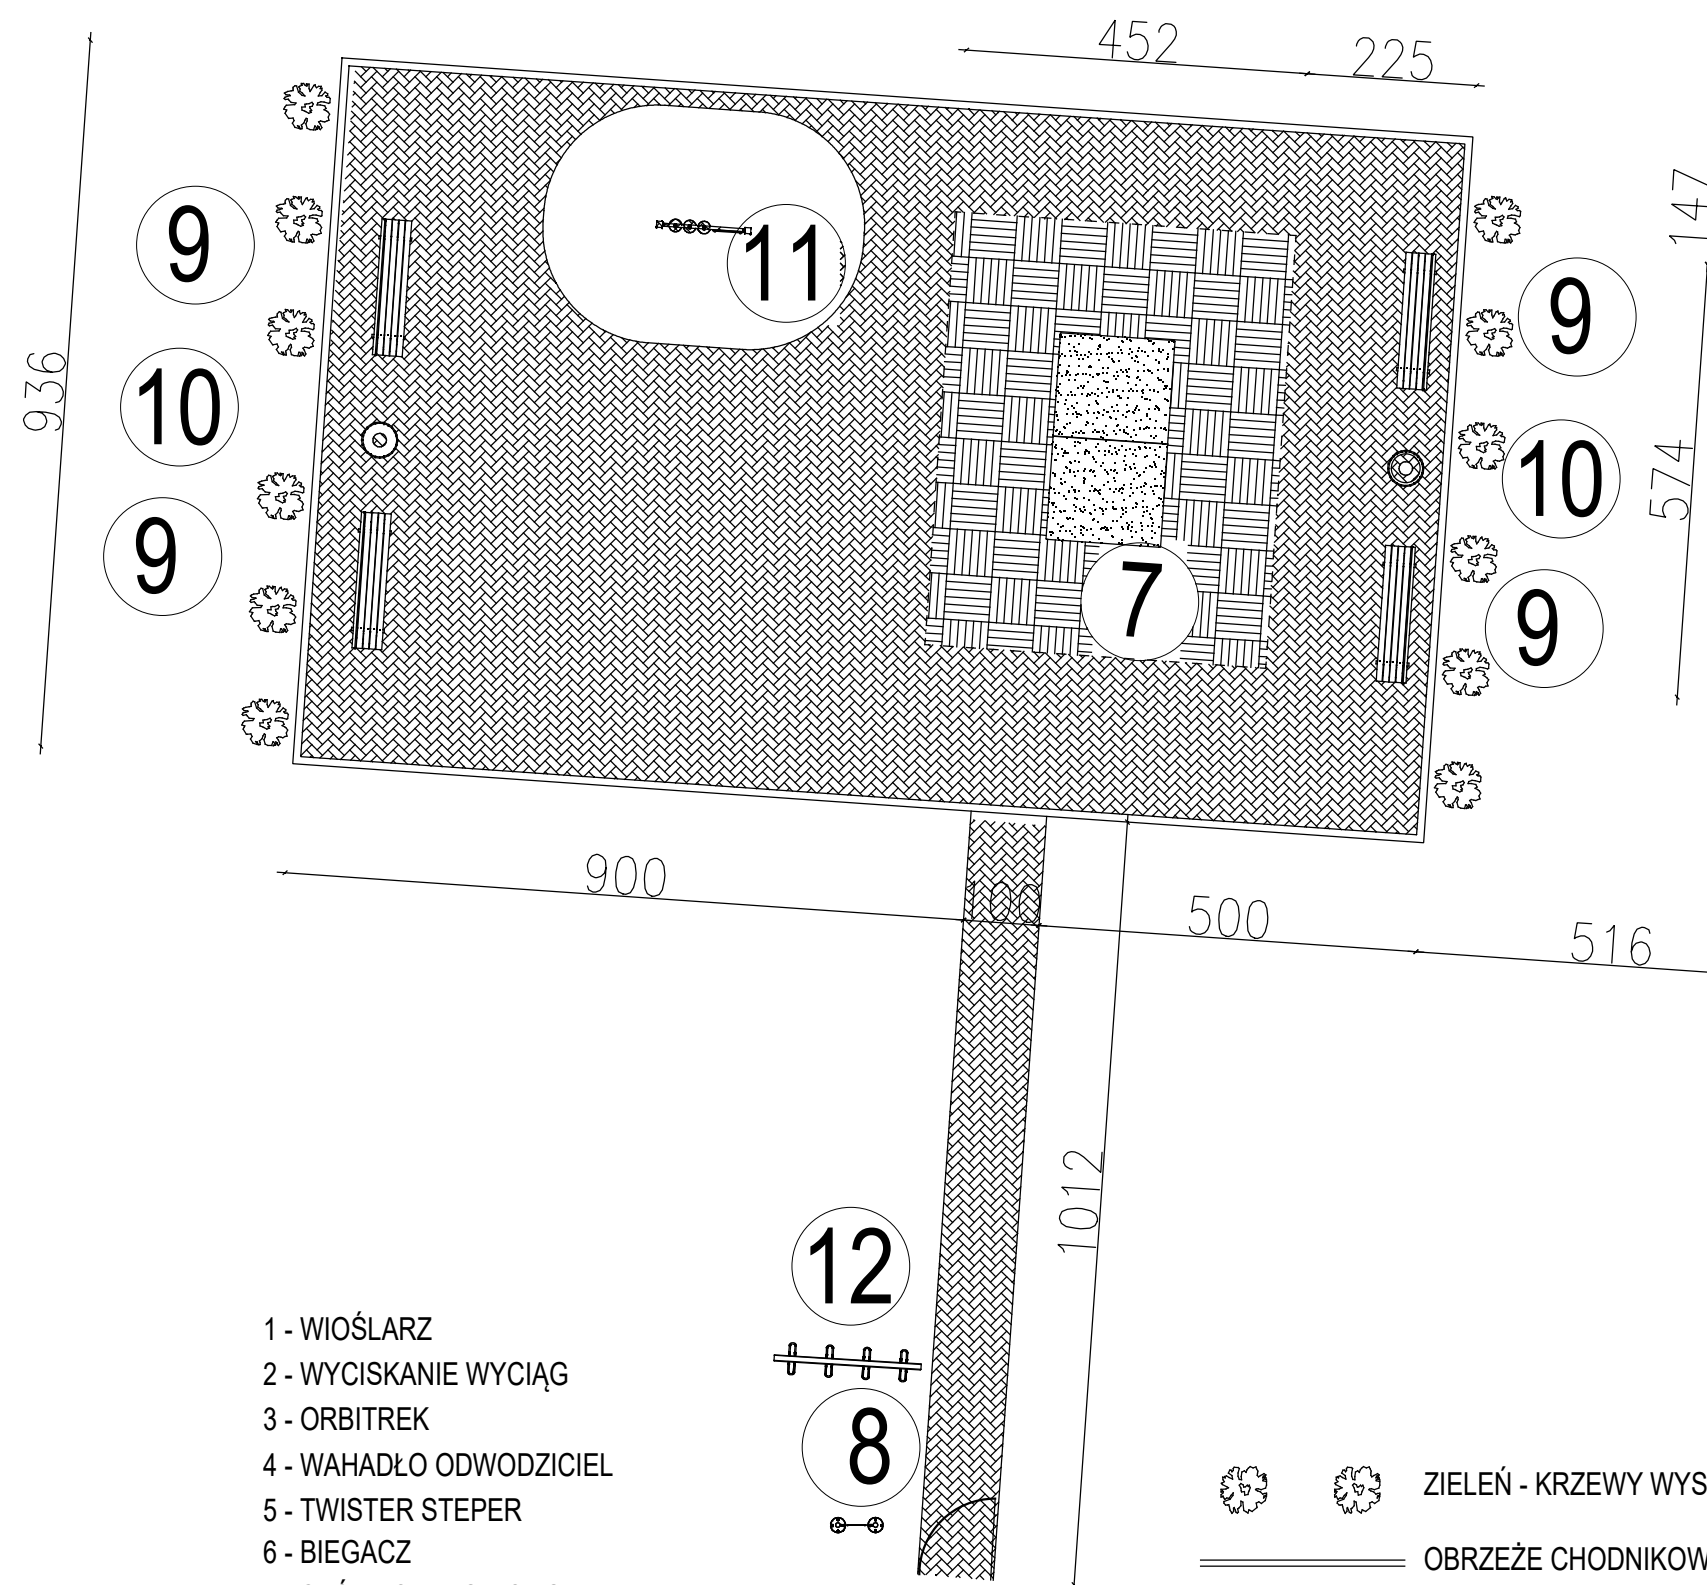 452
225
147
9
11
9
936
10
10
574
9
7
9
900
100
500
516
1012
12
1 - WIOŚLARZ
2 - WYCISKANIE WYCIĄG
3 - ORBITREK
8
4 - WAHADŁO ODWODZICIEL
ZIELEŃ - KRZEWY WYS
5 - TWISTER STEPER
6 - BIEGACZ
OBRZEŻE CHODNIKOW